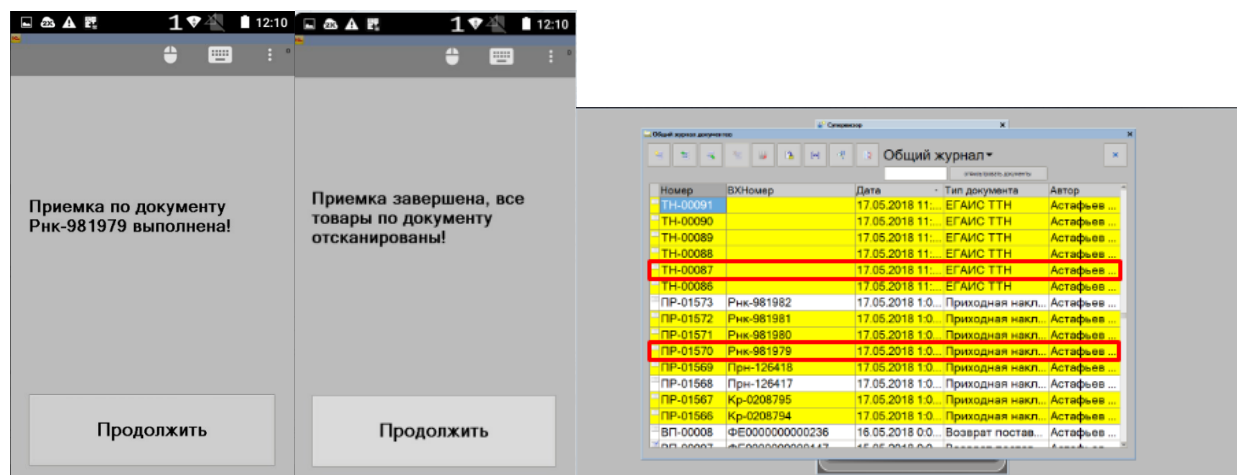 1 12:10
Приемка по документу
Рнк-981979 выполнена!
Продолжить
1 12:10
Приемка завершена, все
товары по документу
отсканированы!
Продолжить
Супервизор
Общий журнал документов
Общий журнал
Номер ВХНомер Дата Тип документа Автор
ТН-00091 17.05.2018 11:... ЕГАИС ТТН Астафьев ...
ТН-00090 17.05.2018 11:... ЕГАИС ТТН Астафьев ...
ТН-00089 17.05.2018 11:... ЕГАИС ТТН Астафьев ...
ТН-00088 17.05.2018 11:... ЕГАИС ТТН Астафьев ...
ТН-00087 17.05.2018 11:... ЕГАИС ТТН Астафьев ...
ТН-00086 17.05.2018 11:... ЕГАИС ТТН Астафьев ...
ПР-01573 Рнк-981982 17.05.2018 1:0... Приходная накл... Астафьев ...
ПР-01572 Рнк-981981 17.05.2018 1:0... Приходная накл... Астафьев ...
ПР-01571 Рнк-981980 17.05.2018 1:0... Приходная накл... Астафьев ...
ПР-01570 Рнк-981979 17.05.2018 1:0... Приходная накл... Астафьев ...
ПР-01569 Прн-126418 17.05.2018 1:0... Приходная накл... Астафьев ...
ПР-01568 Прн-126417 17.05.2018 1:0... Приходная накл... Астафьев ...
ПР-01567 Кр-0208795 17.05.2018 1:0... Приходная накл... Астафьев ...
ПР-01566 Кр-0208794 17.05.2018 1:0... Приходная накл... Астафьев ...
ВП-00008 ФЕ0000000000236 16.05.2018 0:0... Возврат постав... Астафьев ...